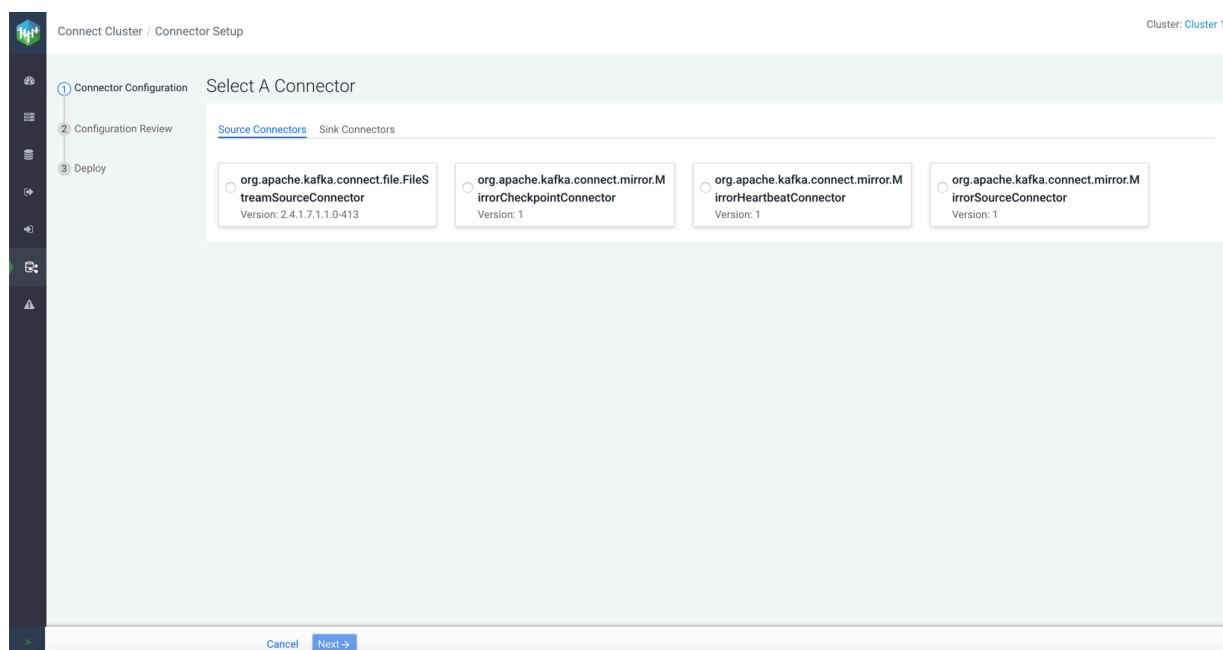 Connect Cluster / Connector Setup
Cluster: Cluster 1
1 Connector Configuration
2 Configuration Review
3 Deploy
Select A Connector
Source Connectors Sink Connectors
org.apache.kafka.connect.file.FileS
treamSourceConnector
Version: 2.4.1.7.1.1.0-413
org.apache.kafka.connect.mirror.M
irrorCheckpointConnector
Version: 1
org.apache.kafka.connect.mirror.M
irrorHeartbeatConnector
Version: 1
org.apache.kafka.connect.mirror.M
irrorSourceConnector
Version: 1
Cancel Next →